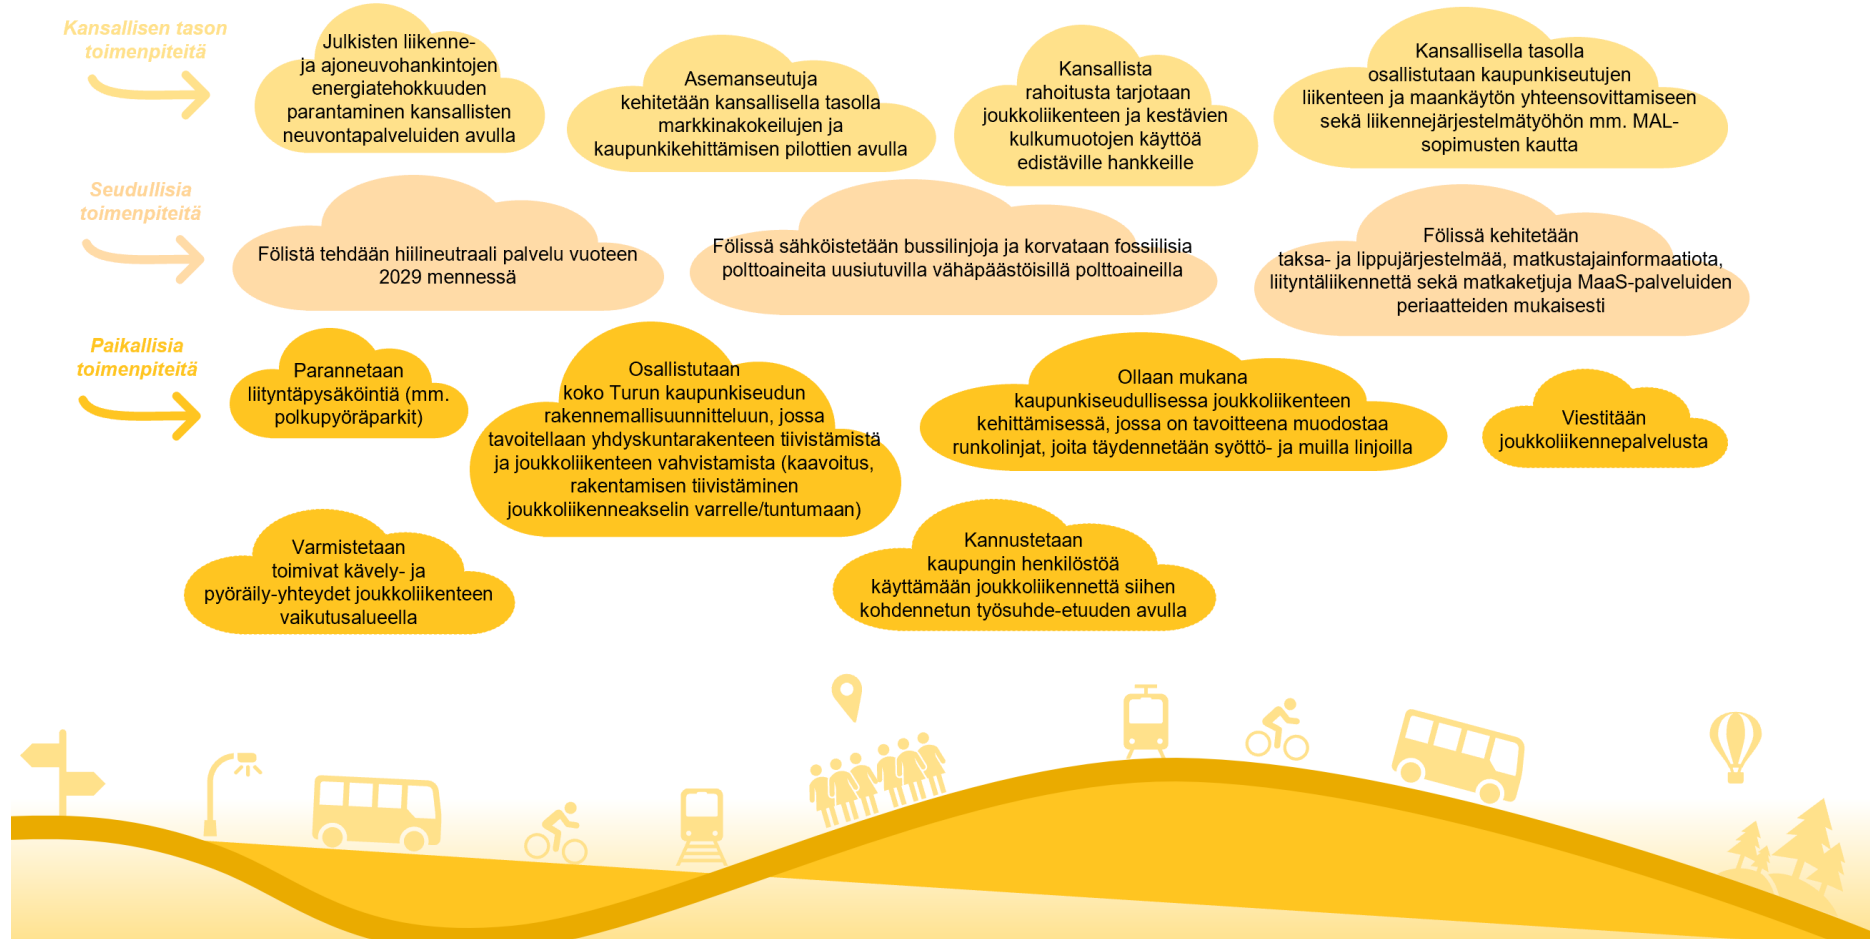 Kansallisen tason
toimenpiteitä
Julkisten liikenne-
ja ajoneuvohankintojen
energiatehokkuuden
parantaminen kansallisten
neuvontapalveluiden avulla
Asemanseutuja
kehitetään kansallisella tasolla
markkinakokeilujen ja
kaupunkikehittämisen pilottien avulla
Kansallista
rahoitusta tarjotaan
joukkoliikenteen ja kestävien
kulkumuotojen käyttöä
edistäville hankkeille
Kansallisella tasolla
osallistutaan kaupunkiseutujen
liikenteen ja maankäytön yhteensovittamiseen
sekä liikennejärjestelmätyöhön mm. MAL-
sopimusten kautta
Seudullisia
toimenpiteitä
Fölistä tehdään hiilineutraali palvelu vuoteen
2029 mennessä
Fölissä sähköistetään bussilinjoja ja korvataan fossiilisia
polttoaineita uusiutuvilla vähäpäästöisillä polttoaineilla
Fölissä kehitetään
taksa- ja lippujärjestelmää, matkustajainformaatiota,
liityntäliikennettä sekä matkaketjuja MaaS-palveluiden
periaatteiden mukaisesti
Paikallisia
toimenpiteitä
Parannetaan
liityntäpysäköintiä (mm.
polkupyöräparkit)
Osallistutaan
koko Turun kaupunkiseudun
rakennemallisuunnitteluun, jossa
tavoitellaan yhdyskuntarakenteen tiivistämistä
ja joukkoliikenteen vahvistamista (kaavoitus,
rakentamisen tiivistäminen
joukkoliikenneakselin varrelle/tuntumaan)
Ollaan mukana
kaupunkiseudullisessa joukkoliikenteen
kehittämisessä, jossa on tavoitteena muodostaa
runkolinjat, joita täydennetään syöttö- ja muilla linjoilla
Viestitään
joukkoliikennepalvelusta
Varmistetaan
toimivat kävely- ja
pyöräily-yhteydet joukkoliikenteen
vaikutusalueella
Kannustetaan
kaupungin henkilöstöä
käyttämään joukkoliikennettä siihen
kohdennetun työsuhde-etuuden avulla